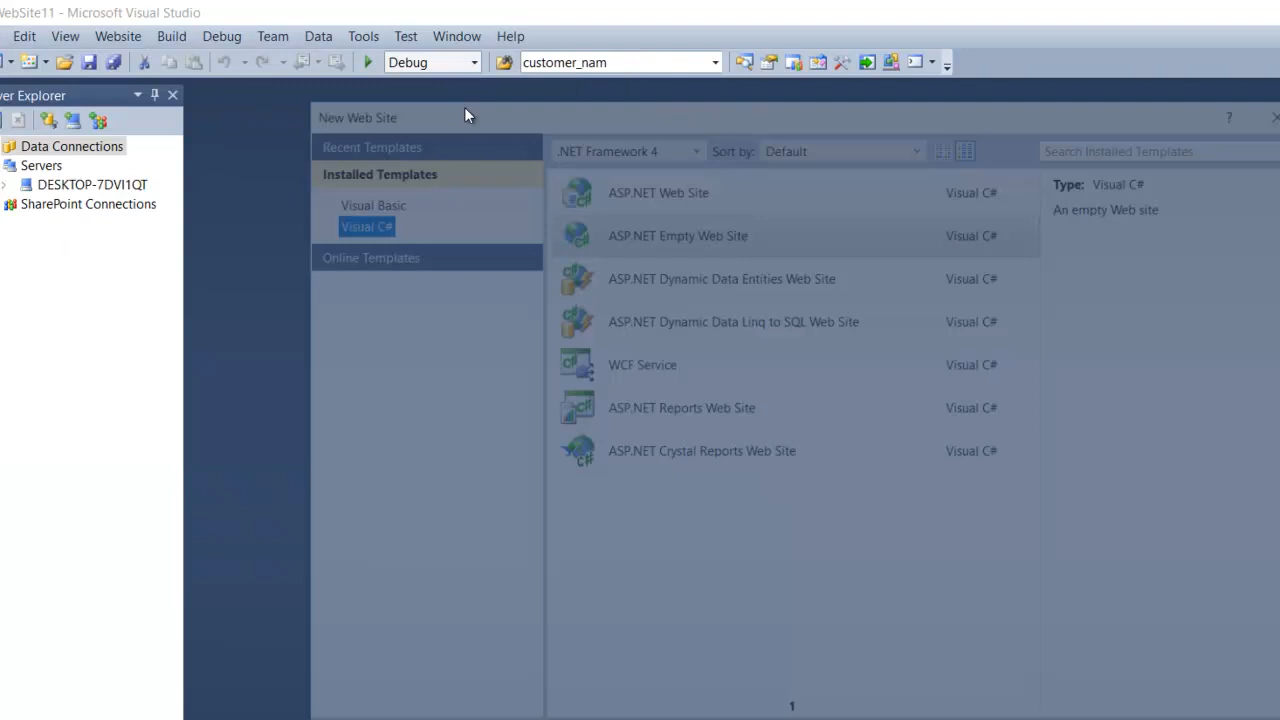 WebSite11 - Microsoft Visual Studio
Edit View Website Build Debug Team Data Tools Test Window Help
Debug customer_nam
ver Explorer
Data Connections
Servers
DESKTOP-7DVI1QT
SharePoint Connections
New Web Site ?
Recent Templates
Installed Templates
Visual Basic
Visual C#
Online Templates
.NET Framework 4 Sort by: Default Search Installed Templates
ASP.NET Web Site Visual C#
ASP.NET Empty Web Site Visual C#
ASP.NET Dynamic Data Entities Web Site Visual C#
ASP.NET Dynamic Data Linq to SQL Web Site Visual C#
WCF Service Visual C#
ASP.NET Reports Web Site Visual C#
ASP.NET Crystal Reports Web Site Visual C#
Type: Visual C#
An empty Web site
1